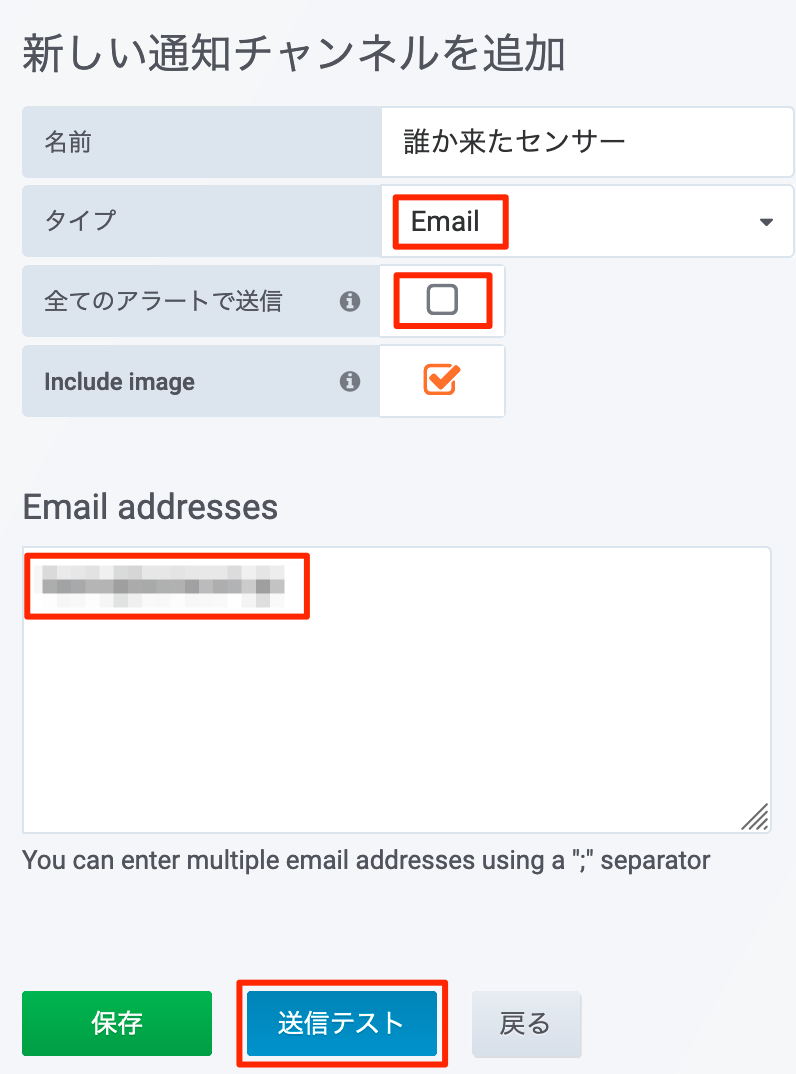 新しい通知チャンネルを追加
名前
誰か来たセンサー
タイプ
Email
全てのアラートで送信
Include image
Email addresses
You can enter multiple email addresses using a ";" separator
保存 送信テスト 戻る